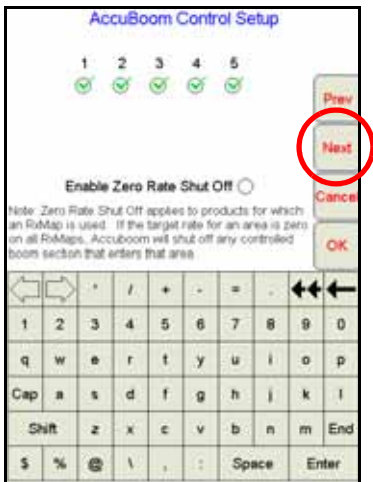 AccuBoom Control Setup
1 2 3 4 5
Prev
Next
Enable Zero Rate Shut Off
Cancel
Note: Zero Rate Shut Off applies to products for which
an RxMap is used. If the target rate for an area is zero
on all RxMaps, Accuboom will shut off any controlled
boom section that enters that area.
OK
' / + - = .
1 2 3 4 5 6 7 8 9 0
q w e r t y u i o p
Cap a s d f g h j k l
Shift z x c v b n m End
$ % @ \ , : Space Enter